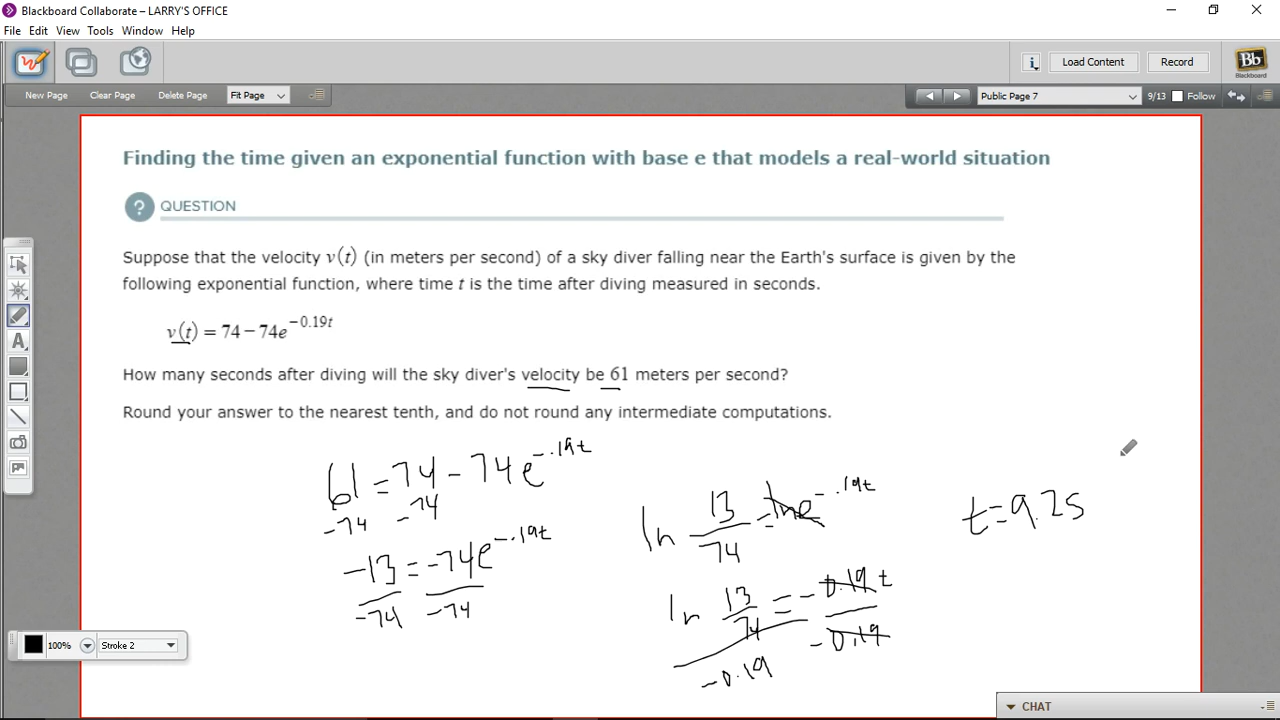 Blackboard Collaborate — LARRY'S OFFICE
File Edit View Tools Window Help
i Load Content Record Bb Blackboard
New Page Clear Page Delete Page Fit Page Public Page 7 9/13 Follow
Finding the time given an exponential function with base e that models a real-world situation
? QUESTION
Suppose that the velocity v(t) (in meters per second) of a sky diver falling near the Earth's surface is given by the
following exponential function, where time t is the time after diving measured in seconds.
v(t) = 74 − 74e^−0.19t
How many seconds after diving will the sky diver's velocity be 61 meters per second?
Round your answer to the nearest tenth, and do not round any intermediate computations.
61 = 74 − 74e^−.19t
−74 −74
−13 = −74e^−.19t
−74 −74
ln 13/74 = lne^−.19t
ln 13/74 = −0.19t
−0.19 −0.19
t = 9.2s
A
100% Stroke 2
CHAT